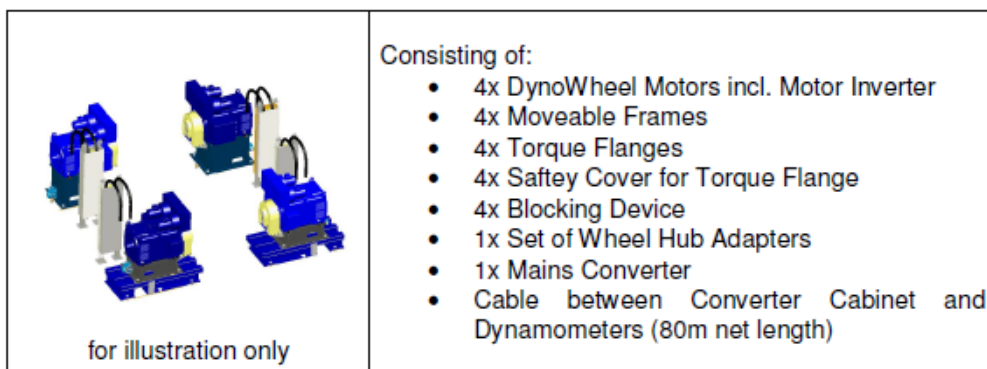 Consisting of:
• 4x DynoWheel Motors incl. Motor Inverter
• 4x Moveable Frames
• 4x Torque Flanges
• 4x Saftey Cover for Torque Flange
• 4x Blocking Device
• 1x Set of Wheel Hub Adapters
• 1x Mains Converter
• Cable between Converter Cabinet and
Dynamometers (80m net length)
for illustration only